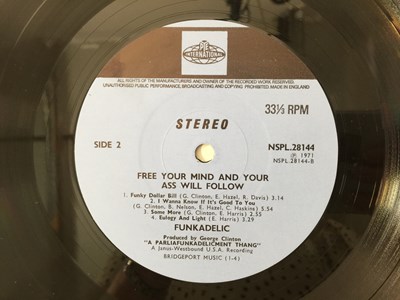 PYE
INTERNATIONAL
ALL RIGHTS OF THE MANUFACTURERS AND OWNER OF THE RECORDED WORK RESERVED.
UNAUTHORISED PUBLIC PERFORMANCE, BROADCASTING AND COPYING PROHIBITED. MADE IN ENGLAND
33⅓ RPM
STEREO
SIDE 2
NSPL.28144
℗ 1971
NSPL.28144-B
FREE YOUR MIND AND YOUR
ASS WILL FOLLOW
1. Funky Dollar Bill (G. Clinton, E. Hazel, R. Davis) 3.14
2. I Wanna Know If It's Good To You
(G. Clinton, B. Nelson, E. Hazel, C. Haskins) 5.54
3. Some More (G. Clinton, E. Harris) 2.55
4. Eulogy And Light (E. Harris) 3.29
FUNKADELIC
Produced by George Clinton
"A PARLIAFUNKADELICMENT THANG"
A Janus-Westbound U.S.A. Recording
BRIDGEPORT MUSIC (1-4)